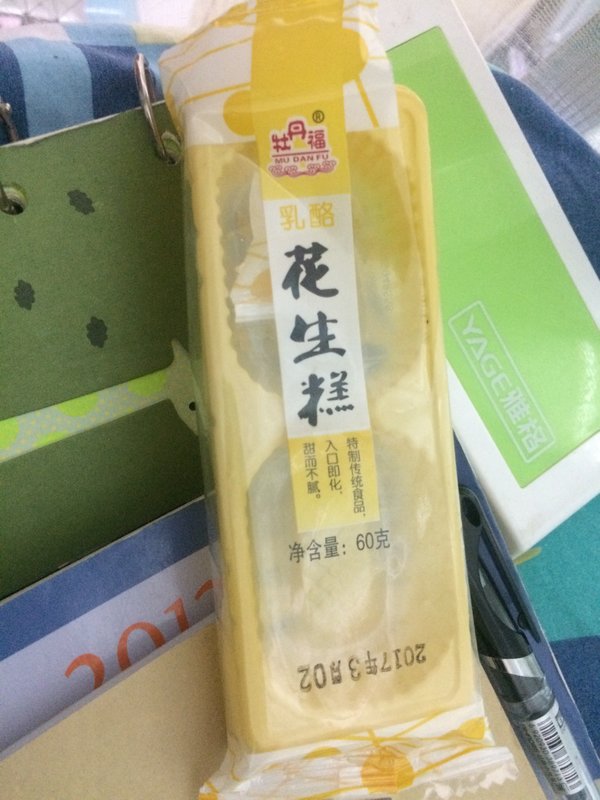 牡丹福®
MU DAN FU
乳酪
花生糕
特制传统食品,
入口即化,
甜而不腻。
净含量: 60克
2017年3月02
YAGE雅格
201